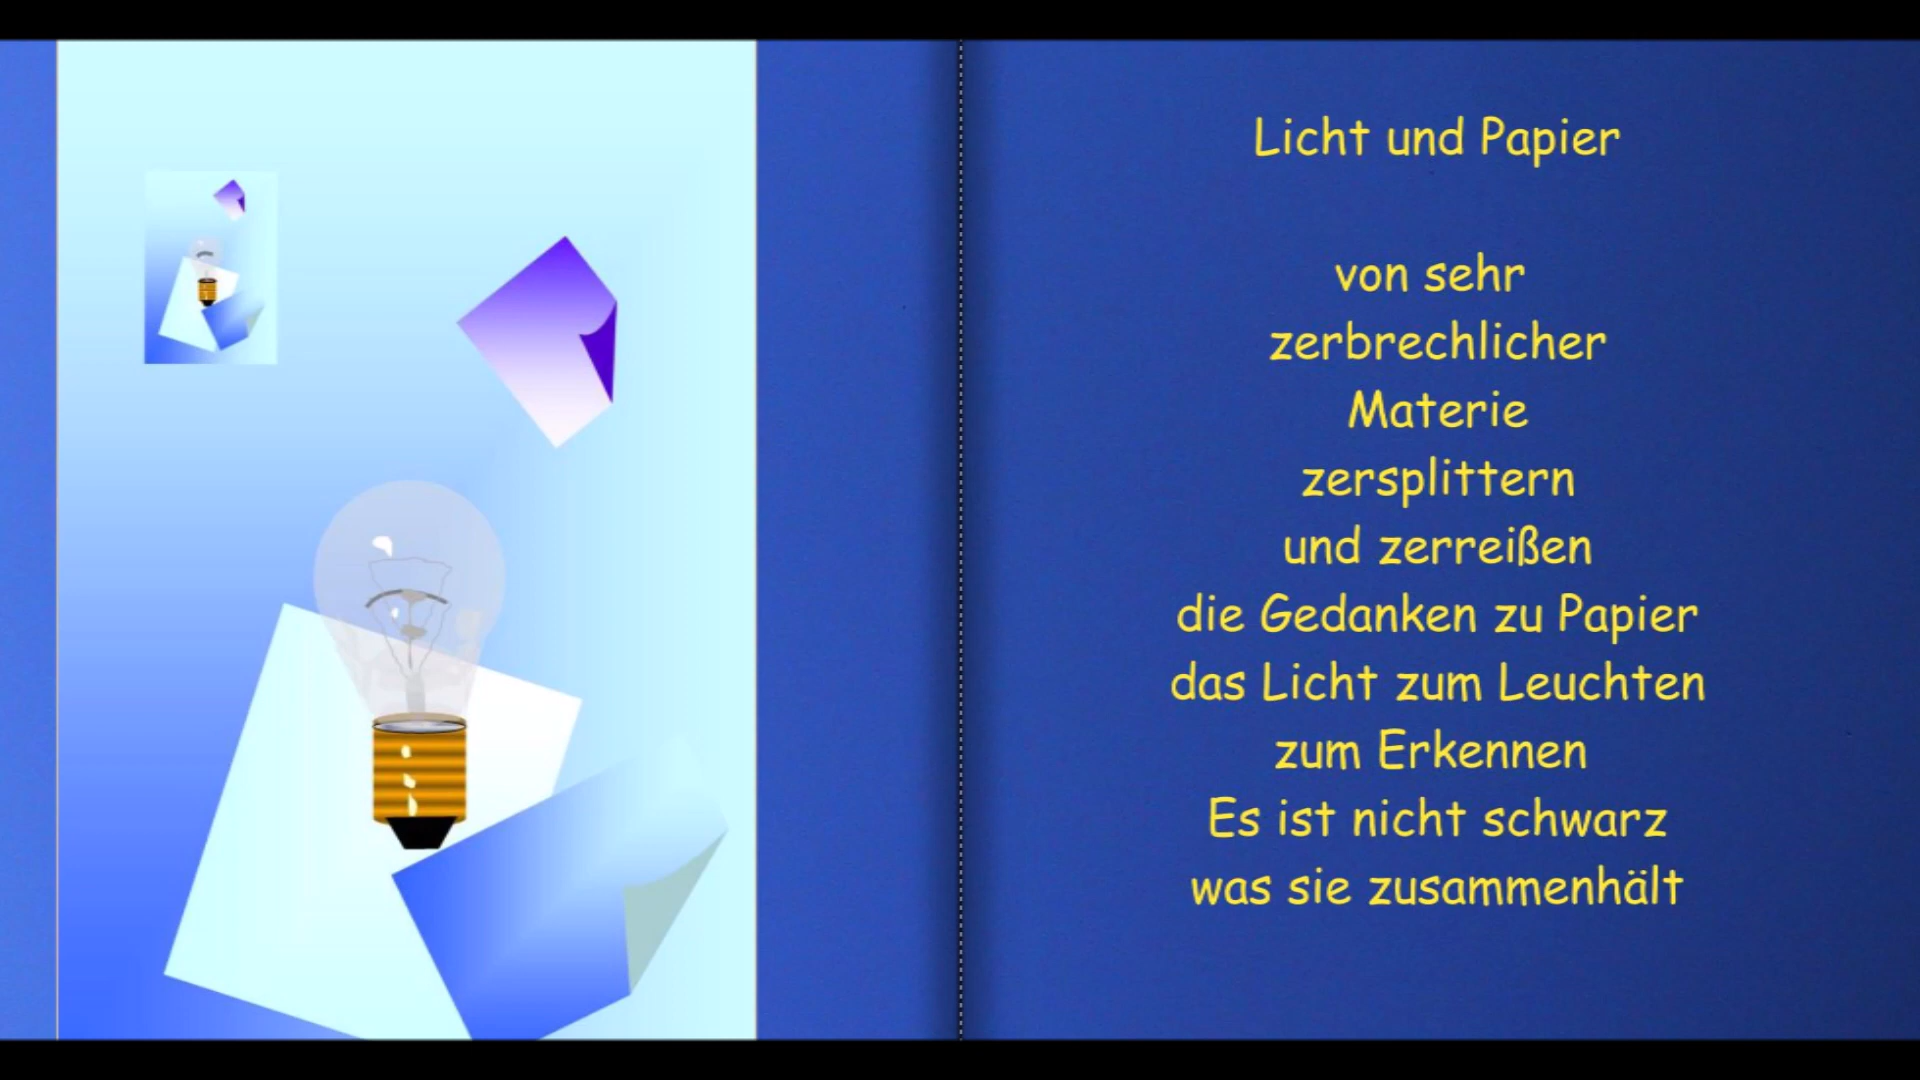 Licht und Papier
von sehr
zerbrechlicher
Materie
zersplittern
und zerreißen
die Gedanken zu Papier
das Licht zum Leuchten
zum Erkennen
Es ist nicht schwarz
was sie zusammenhält